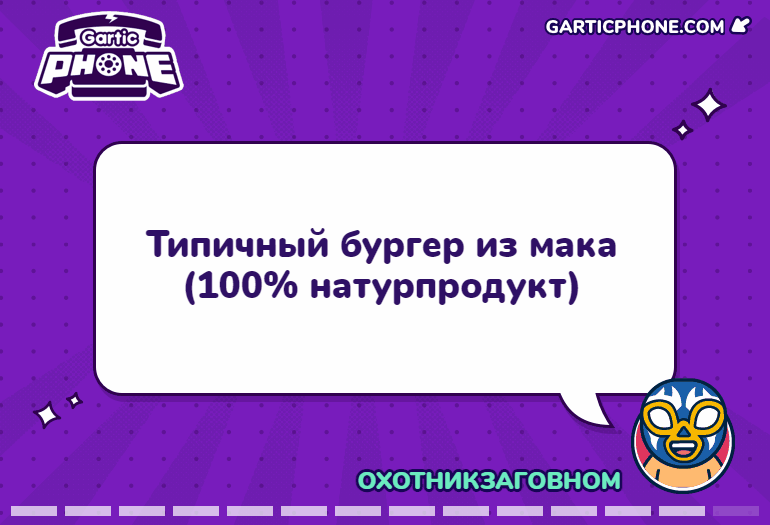 Gartic
PHONE
GARTICPHONE.COM
Типичный бургер из мака
(100% натурпродукт)
ОХОТНИКЗАГОВНОМ